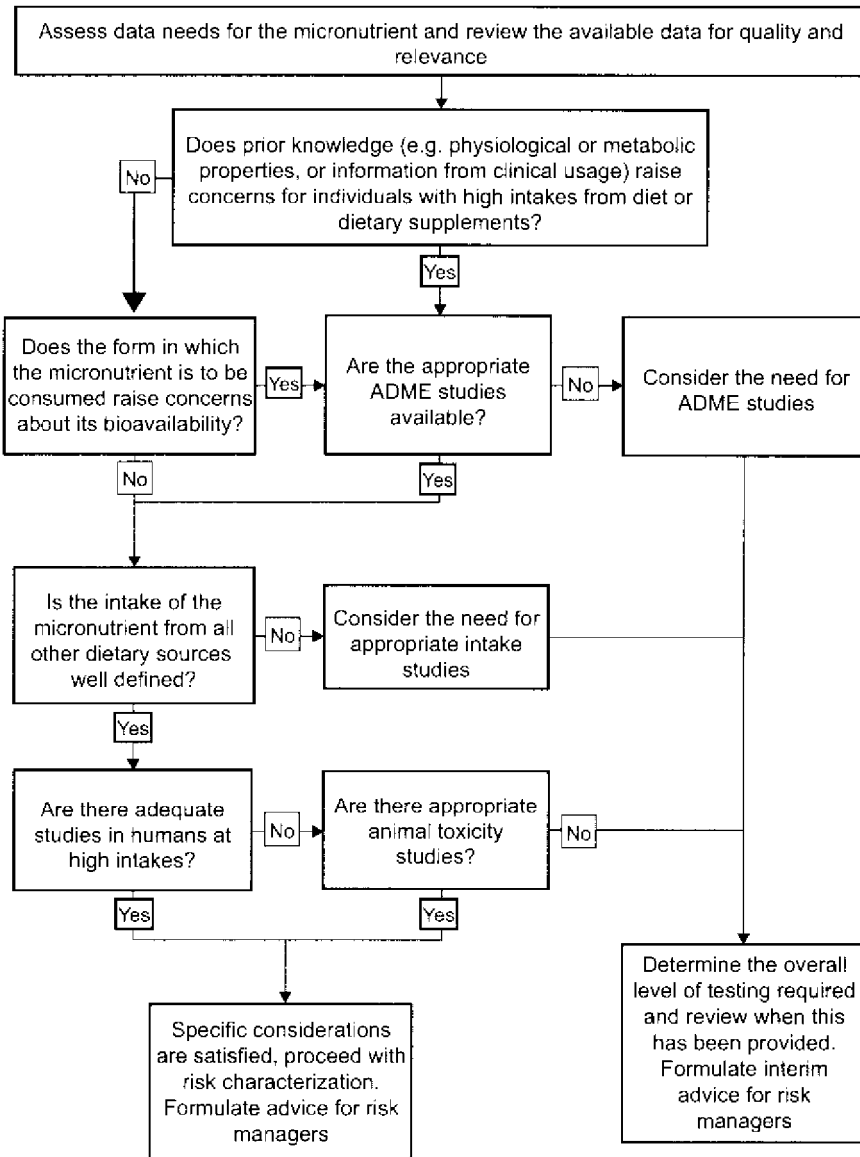 Assess data needs for the micronutrient and review the available data for quality and
relevance
Does prior knowledge (e.g. physiological or metabolic
properties, or information from clinical usage) raise
concerns for individuals with high intakes from diet or
dietary supplements?
No
Yes
Does the form in which
the micronutrient is to be
consumed raise concerns
about its bioavailability?
Yes
Are the appropriate
ADME studies
available?
No
Consider the need for
ADME studies
No
Yes
Is the intake of the
micronutrient from all
other dietary sources
well defined?
No
Consider the need for
appropriate intake
studies
Yes
Are there adequate
studies in humans at
high intakes?
No
Are there appropriate
animal toxicity
studies?
No
Yes
Yes
Specific considerations
are satisfied, proceed with
risk characterization.
Formulate advice for risk
managers
Determine the overall
level of testing required
and review when this
has been provided.
Formulate interim
advice for risk
managers